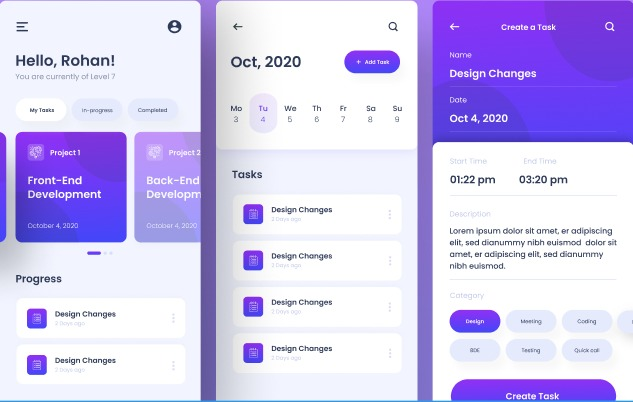 Hello, Rohan!
You are currently of Level 7
My Tasks
In-progress
Completed
Project 1
Front-End
Development
October 4, 2020
Project 2
Back-End
Developm
October 4, 2020
Progress
Design Changes
2 Days ago
Design Changes
2 Days ago
Oct, 2020
+ Add Task
Mo Tu We Th Fr Sa Su
3 4 5 6 7 8 9
Tasks
Design Changes
2 Days ago
Design Changes
2 Days ago
Design Changes
2 Days ago
Design Changes
2 Days ago
Create a Task
Name
Design Changes
Date
Oct 4, 2020
Start Time End Time
01:22 pm 03:20 pm
Description
Lorem ipsum dolor sit amet, er adipiscing
elit, sed dianummy nibh euismod dolor sit
amet, er adipiscing elit, sed dianummy
nibh euismod.
Category
Design Meeting Coding
BDE Testing Quick call
Create Task